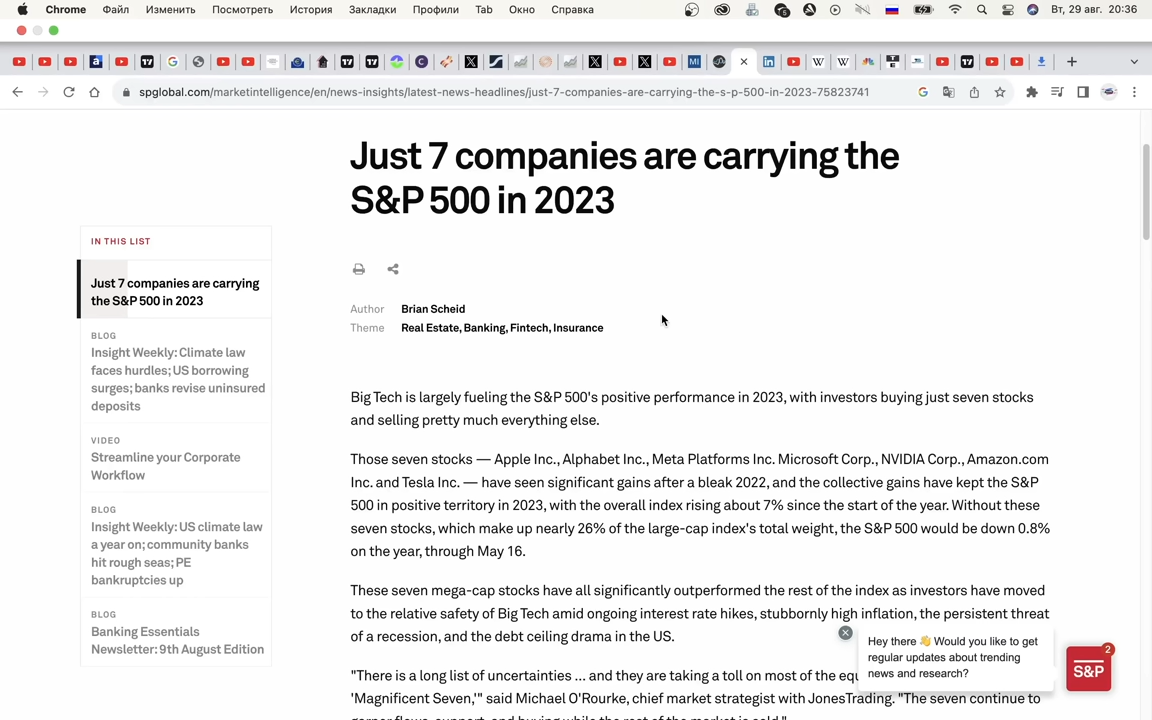 Chrome Файл Изменить Посмотреть История Закладки Профили Tab Окно Справка Вт, 29 авг. 20:36
spglobal.com/marketintelligence/en/news-insights/latest-news-headlines/just-7-companies-are-carrying-the-s-p-500-in-2023-75823741
Just 7 companies are carrying the
S&P 500 in 2023
IN THIS LIST
Just 7 companies are carrying
the S&P 500 in 2023
BLOG
Insight Weekly: Climate law
faces hurdles; US borrowing
surges; banks revise uninsured
deposits
VIDEO
Streamline your Corporate
Workflow
BLOG
Insight Weekly: US climate law
a year on; community banks
hit rough seas; PE
bankruptcies up
BLOG
Banking Essentials
Newsletter: 9th August Edition
Author Brian Scheid
Theme Real Estate, Banking, Fintech, Insurance
Big Tech is largely fueling the S&P 500's positive performance in 2023, with investors buying just seven stocks
and selling pretty much everything else.
Those seven stocks — Apple Inc., Alphabet Inc., Meta Platforms Inc. Microsoft Corp., NVIDIA Corp., Amazon.com
Inc. and Tesla Inc. — have seen significant gains after a bleak 2022, and the collective gains have kept the S&P
500 in positive territory in 2023, with the overall index rising about 7% since the start of the year. Without these
seven stocks, which make up nearly 26% of the large-cap index's total weight, the S&P 500 would be down 0.8%
on the year, through May 16.
These seven mega-cap stocks have all significantly outperformed the rest of the index as investors have moved
to the relative safety of Big Tech amid ongoing interest rate hikes, stubbornly high inflation, the persistent threat
of a recession, and the debt ceiling drama in the US.
"There is a long list of uncertainties ... and they are taking a toll on most of the
'Magnificent Seven,'" said Michael O'Rourke, chief market strategist with JonesTrading. "The seven continue to
Hey there 👋 Would you like to get
regular updates about trending
news and research?
S&P
2